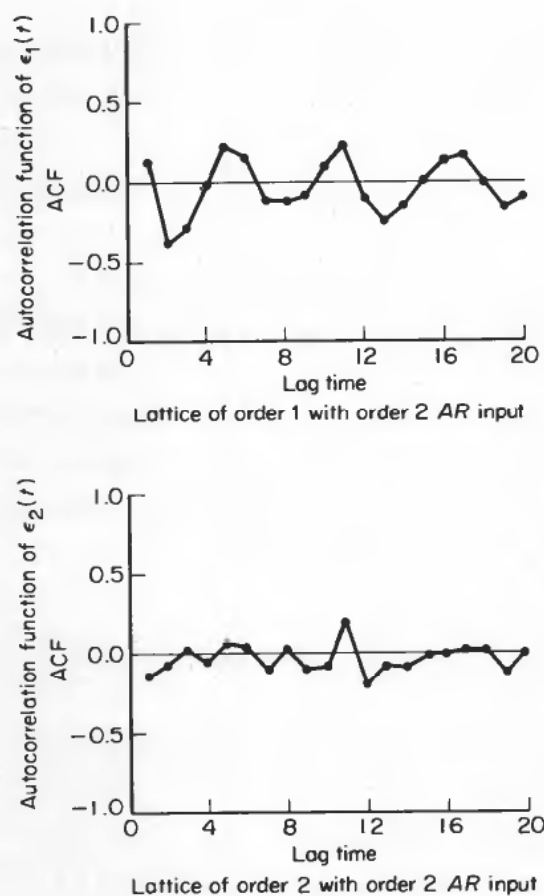 Autocorrelation function of ϵ₁(t)
ACF
1.0
0.5
0.0
−0.5
−1.0
0 4 8 12 16 20
Lag time
Lattice of order 1 with order 2 AR input
Autocorrelation function of ϵ₂(t)
ACF
1.0
0.5
0.0
−0.5
−1.0
0 4 8 12 16 20
Lag time
Lattice of order 2 with order 2 AR input